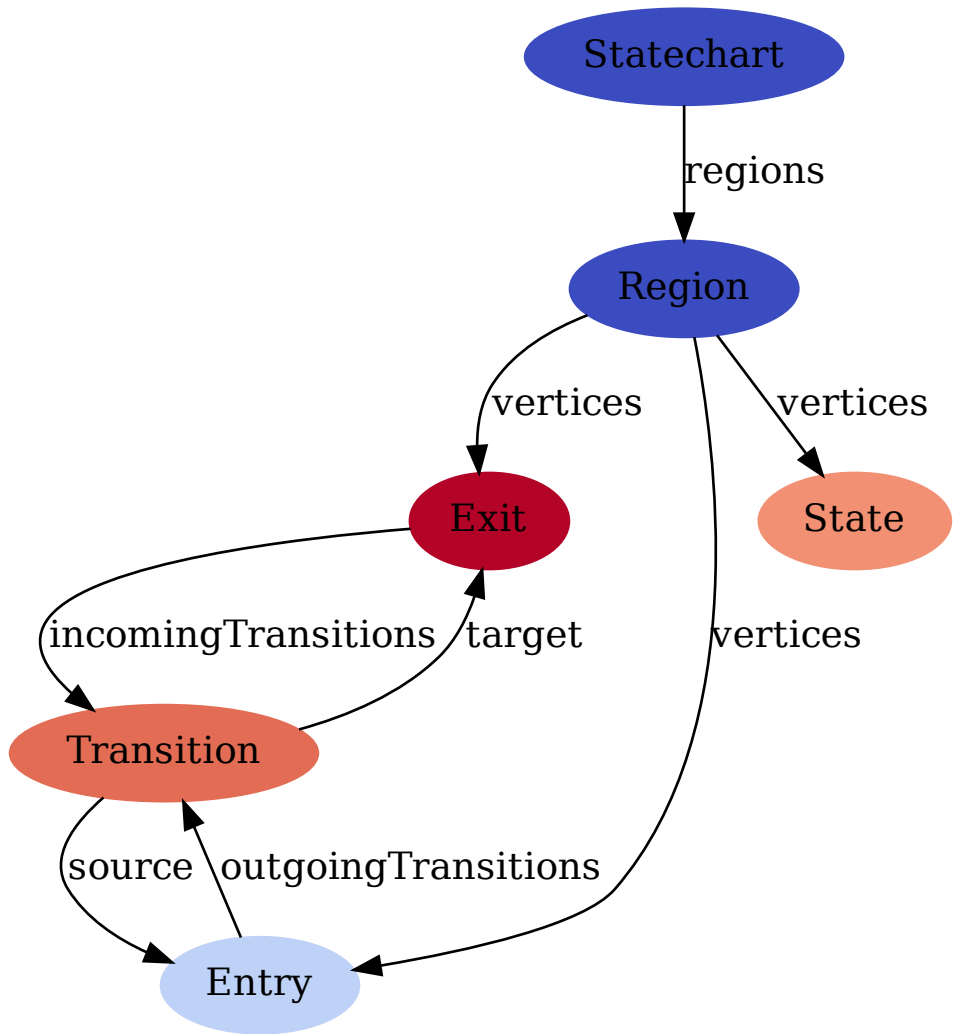 Statechart
regions
Region
vertices
vertices
Exit
State
incomingTransitions
target
vertices
Transition
source
outgoingTransitions
Entry